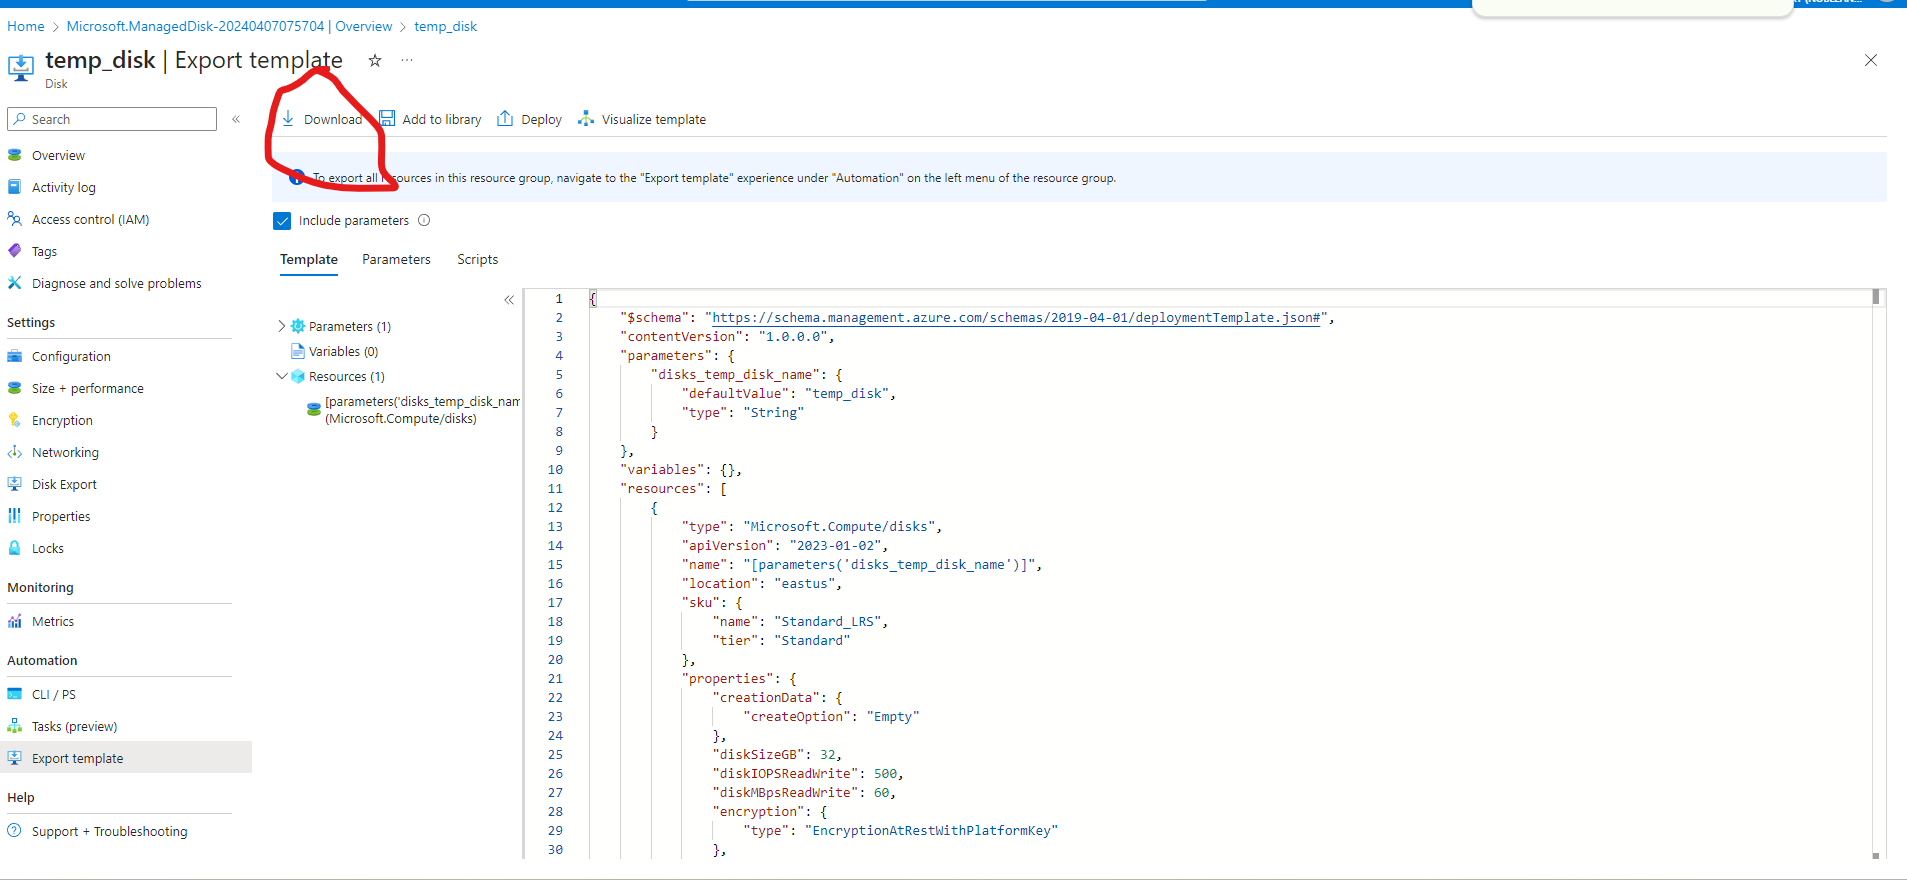 Home > Microsoft.ManagedDisk-20240407075704 | Overview > temp_disk
temp_disk | Export template
Disk
Search
Overview
Activity log
Access control (IAM)
Tags
Diagnose and solve problems
Settings
Configuration
Size + performance
Encryption
Networking
Disk Export
Properties
Locks
Monitoring
Metrics
Automation
CLI / PS
Tasks (preview)
Export template
Help
Support + Troubleshooting
Download Add to library Deploy Visualize template
To export all resources in this resource group, navigate to the "Export template" experience under "Automation" on the left menu of the resource group.
Include parameters
Template Parameters Scripts
Parameters (1)
Variables (0)
Resources (1)
[parameters('disks_temp_disk_nam
(Microsoft.Compute/disks)
1 {
2 "$schema": "https://schema.management.azure.com/schemas/2019-04-01/deploymentTemplate.json#",
3 "contentVersion": "1.0.0.0",
4 "parameters": {
5 "disks_temp_disk_name": {
6 "defaultValue": "temp_disk",
7 "type": "String"
8 }
9 },
10 "variables": {},
11 "resources": [
12 {
13 "type": "Microsoft.Compute/disks",
14 "apiVersion": "2023-01-02",
15 "name": "[parameters('disks_temp_disk_name')]",
16 "location": "eastus",
17 "sku": {
18 "name": "Standard_LRS",
19 "tier": "Standard"
20 },
21 "properties": {
22 "creationData": {
23 "createOption": "Empty"
24 },
25 "diskSizeGB": 32,
26 "diskIOPSReadWrite": 500,
27 "diskMBpsReadWrite": 60,
28 "encryption": {
29 "type": "EncryptionAtRestWithPlatformKey"
30 },